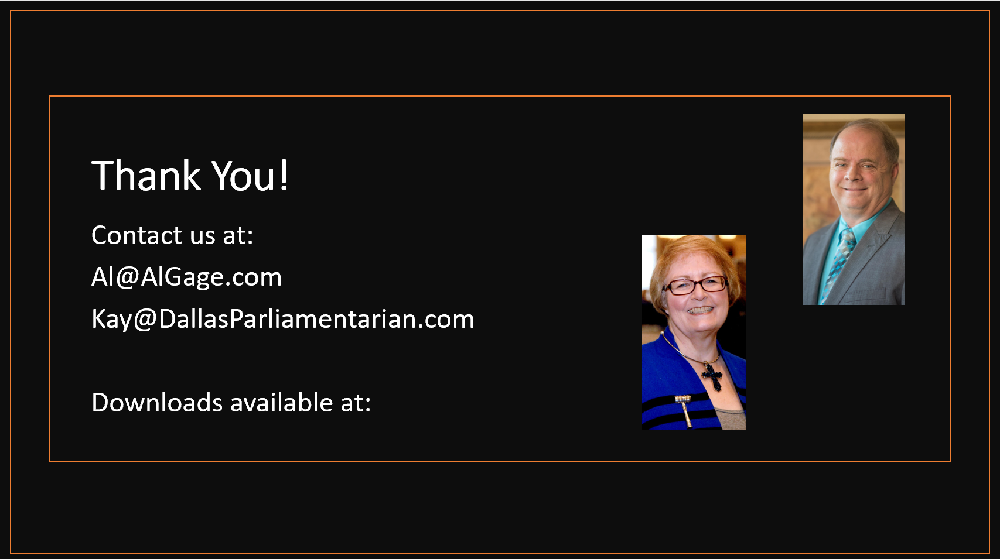 Thank You!
Contact us at:
Al@AlGage.com
Kay@DallasParliamentarian.com
Downloads available at: